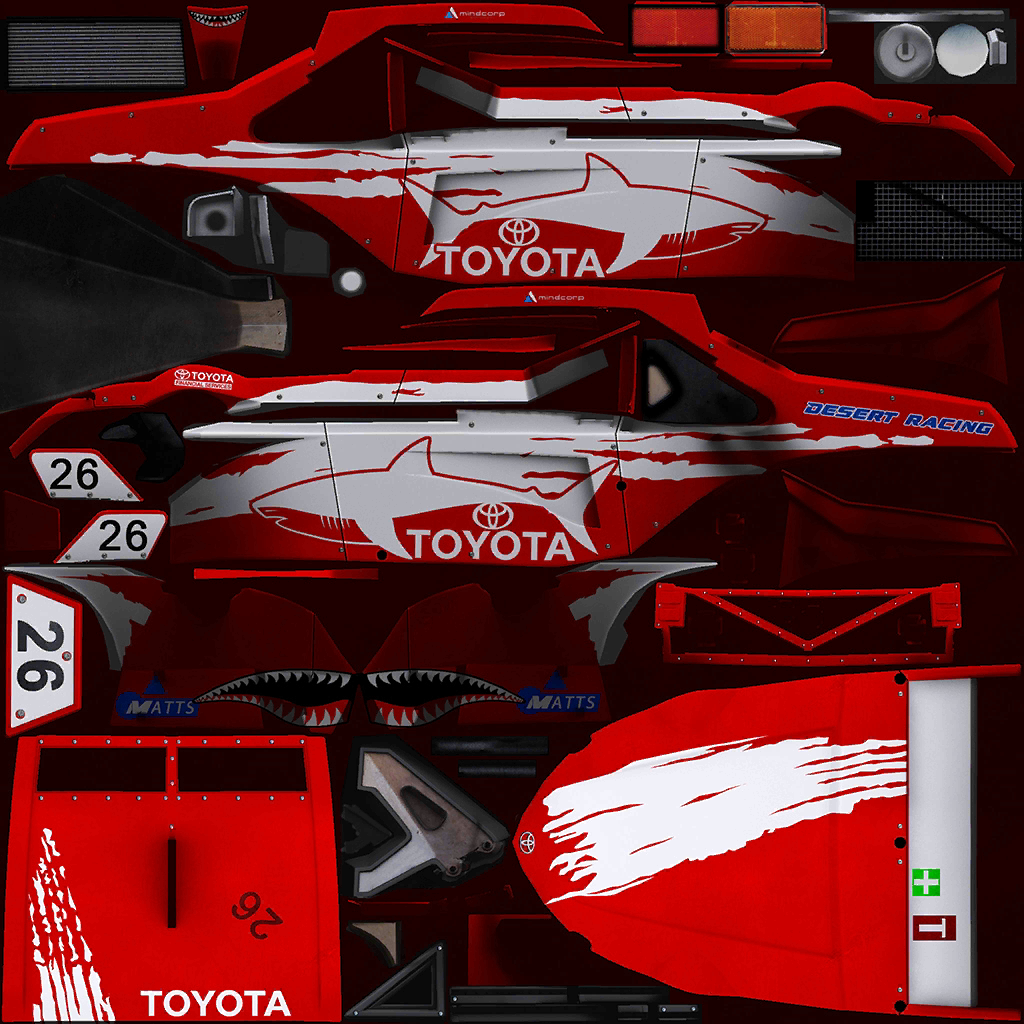 mindcorp
TOYOTA
mindcorp
TOYOTA
FINANCIAL SERVICES
DESERT RACING
26
26
TOYOTA
26
MATTS
MATTS
26
T
TOYOTA